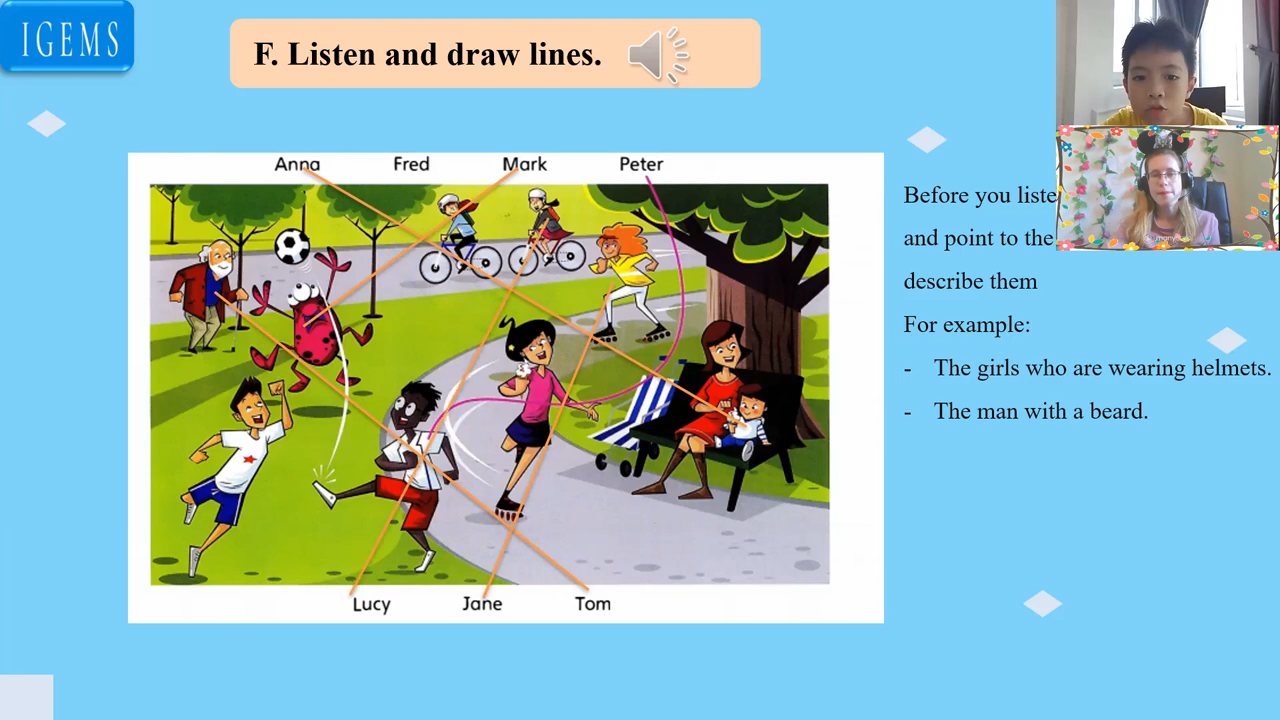 IGEMS
F. Listen and draw lines.
Anna Fred Mark Peter
Before you liste
and point to the
describe them
For example:
- The girls who are wearing helmets.
- The man with a beard.
Lucy Jane Tom